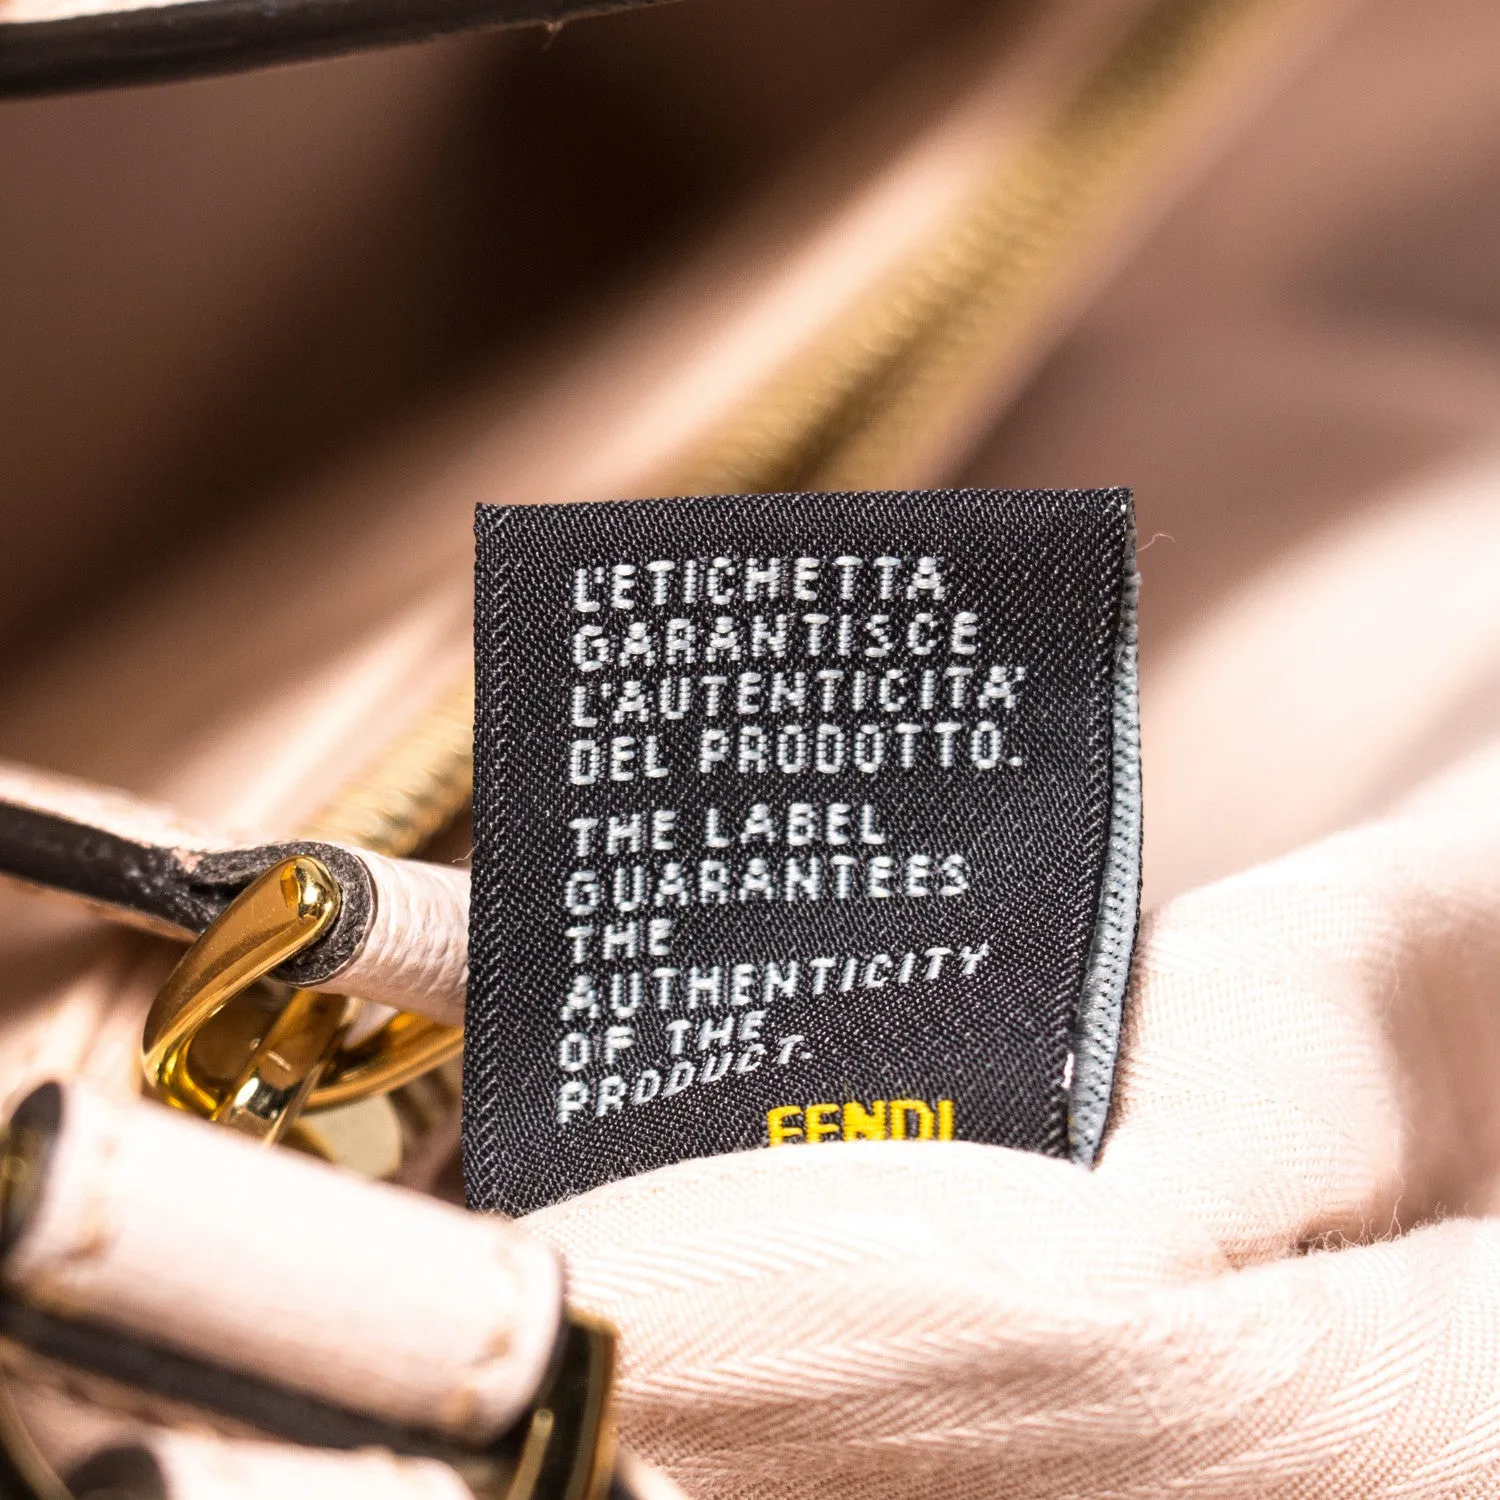 L'ETICHETTA
GARANTISCE
L'AUTENTICITA'
DEL PRODOTTO.
THE LABEL
GUARANTEES
THE
AUTHENTICITY
OF THE
PRODUCT.
FENDI